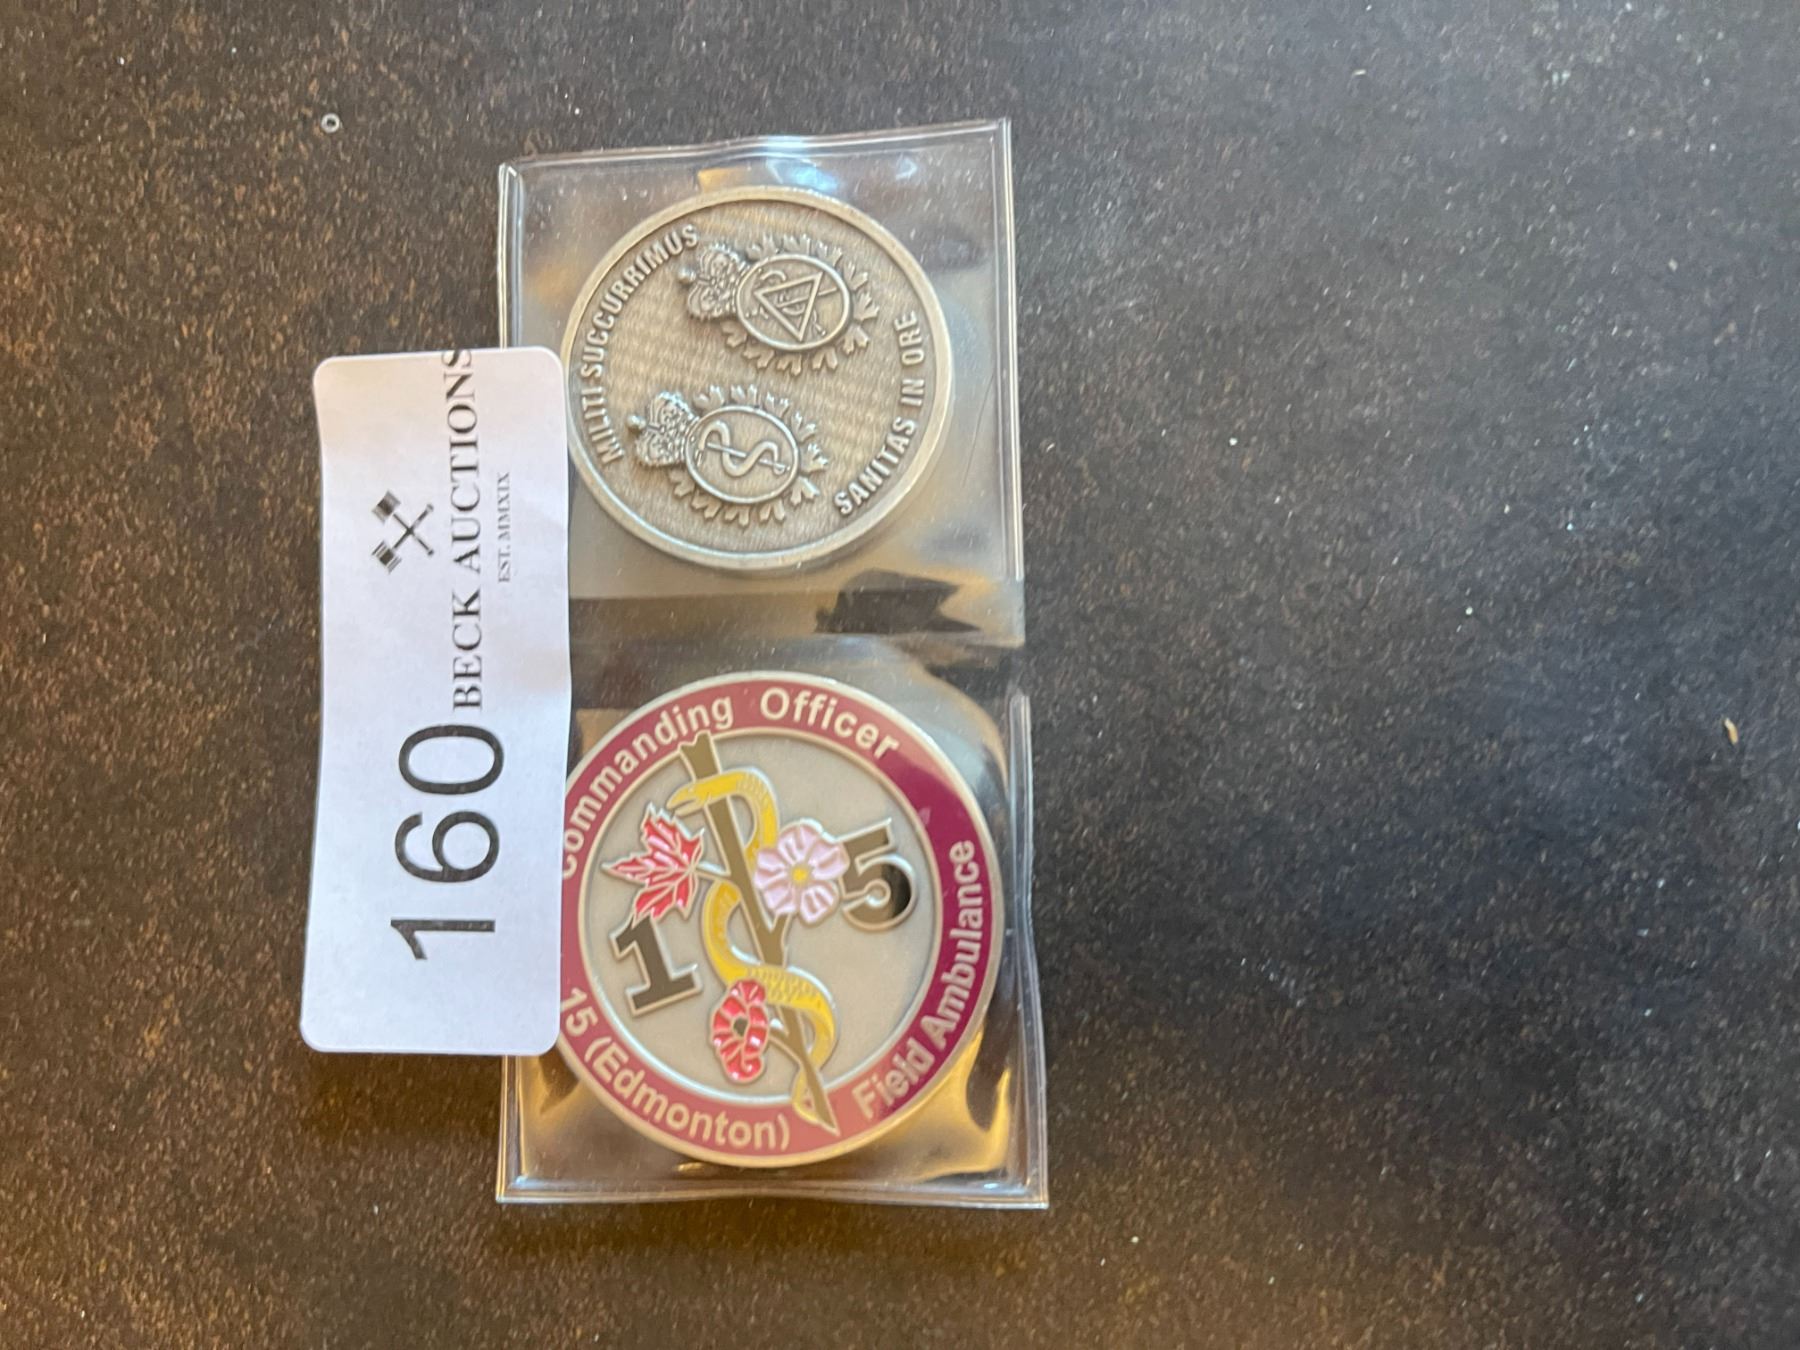 160
BECK AUCTIONS
EST. MMXIX
MILITI SUCCURRIMUS
SANITAS IN ORE
Commanding Officer
15 (Edmonton) Field Ambulance
1 5